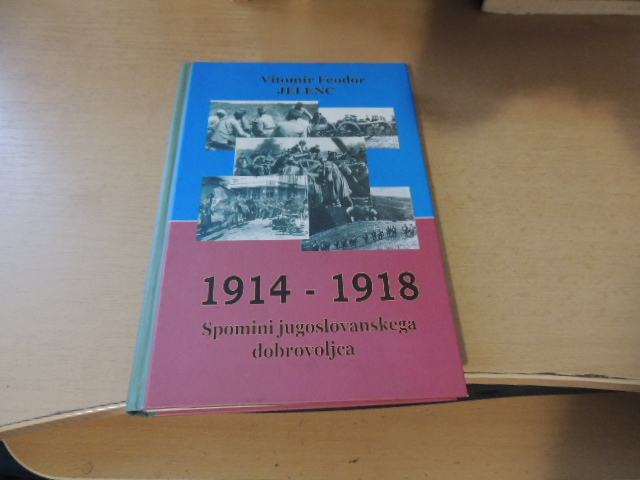 Vitomir Feodor
JELENC
1914 - 1918
Spomini jugoslovanskega
dobrovoljca